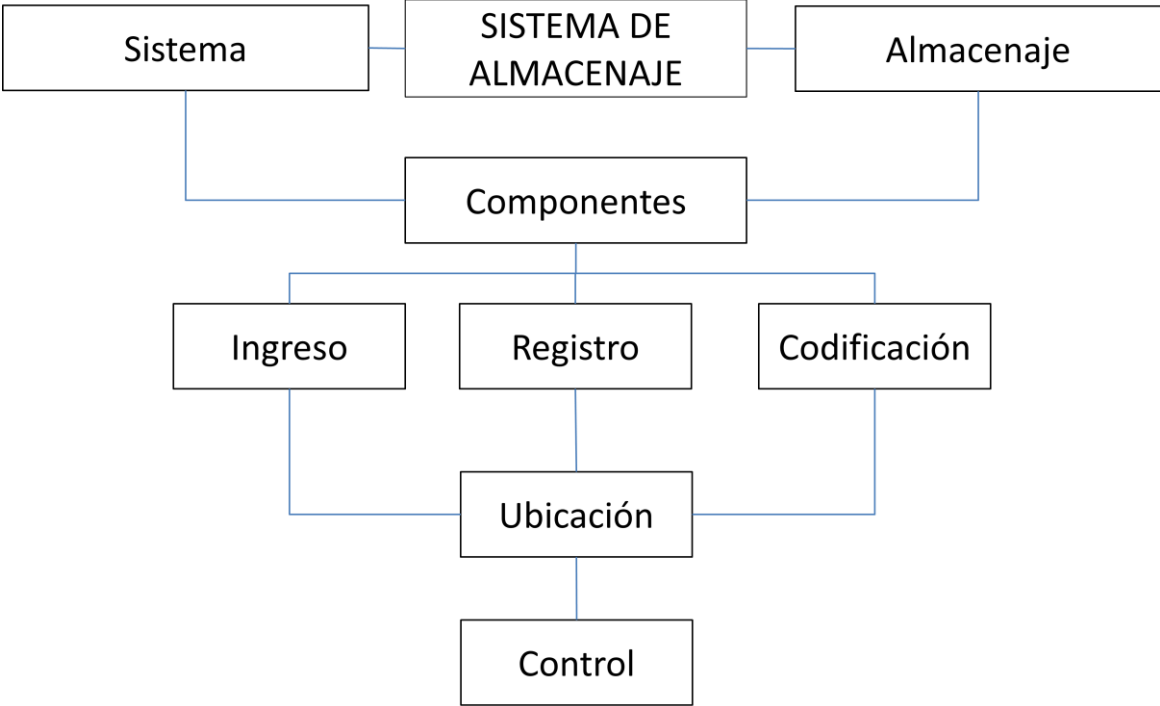 Sistema
SISTEMA DE
ALMACENAJE
Almacenaje
Componentes
Ingreso
Registro
Codificación
Ubicación
Control